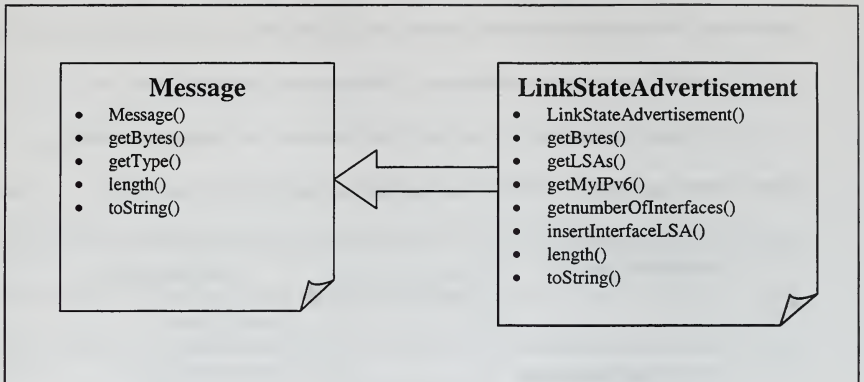 Message
• Message()
• getBytes()
• getType()
• length()
• toString()
LinkStateAdvertisement
• LinkStateAdvertisement()
• getBytes()
• getLSAs()
• getMyIPv6()
• getnumberOfInterfaces()
• insertInterfaceLSA()
• length()
• toString()